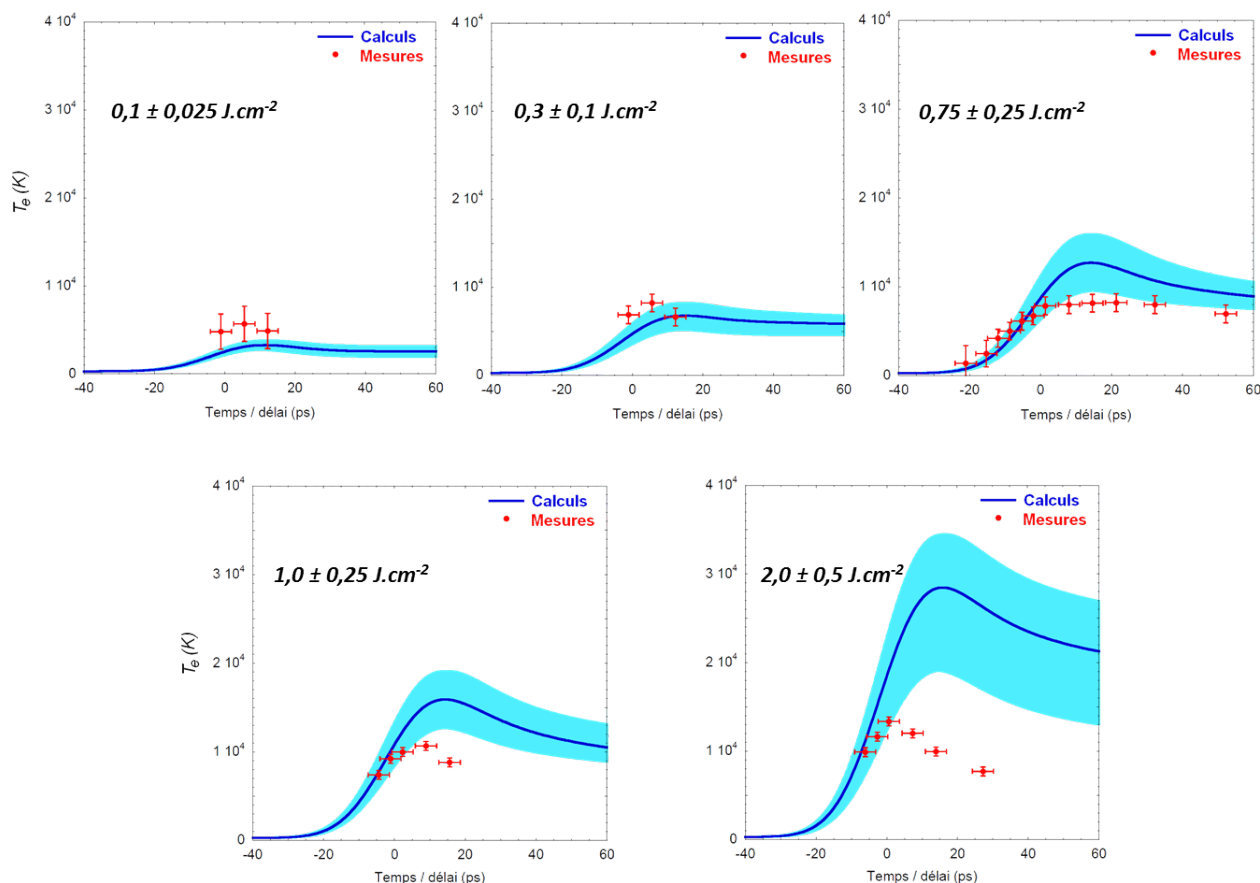 4 10⁴
3 10⁴
2 10⁴
1 10⁴
0
Tₑ (K)
Calculs
Mesures
0,1 ± 0,025 J.cm⁻²
-40 -20 0 20 40 60
Temps / délai (ps)
4 10⁴
3 10⁴
2 10⁴
1 10⁴
0
Calculs
Mesures
0,3 ± 0,1 J.cm⁻²
-40 -20 0 20 40 60
Temps / délai (ps)
4 10⁴
3 10⁴
2 10⁴
1 10⁴
0
Calculs
Mesures
0,75 ± 0,25 J.cm⁻²
-40 -20 0 20 40 60
Temps / délai (ps)
4 10⁴
3 10⁴
2 10⁴
1 10⁴
0
Tₑ (K)
Calculs
Mesures
1,0 ± 0,25 J.cm⁻²
-40 -20 0 20 40 60
Temps / délai (ps)
4 10⁴
3 10⁴
2 10⁴
1 10⁴
0
Calculs
Mesures
2,0 ± 0,5 J.cm⁻²
-40 -20 0 20 40 60
Temps / délai (ps)